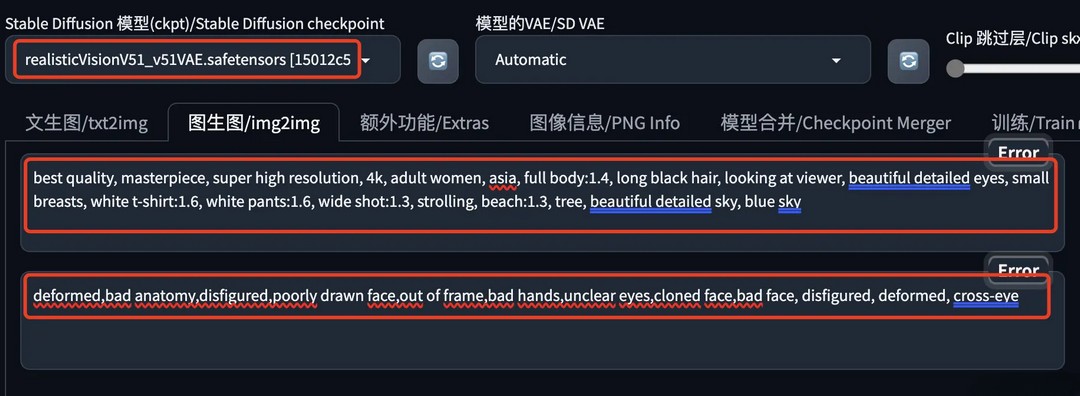 Stable Diffusion 模型(ckpt)/Stable Diffusion checkpoint
模型的VAE/SD VAE
Clip 跳过层/Clip sk
realisticVisionV51_v51VAE.safetensors [15012c5
Automatic
文生图/txt2img
图生图/img2img
额外功能/Extras
图像信息/PNG Info
模型合并/Checkpoint Merger
训练/Train
Error
best quality, masterpiece, super high resolution, 4k, adult women, asia, full body:1.4, long black hair, looking at viewer, beautiful detailed eyes, small
breasts, white t-shirt:1.6, white pants:1.6, wide shot:1.3, strolling, beach:1.3, tree, beautiful detailed sky, blue sky
Error
deformed,bad anatomy,disfigured,poorly drawn face,out of frame,bad hands,unclear eyes,cloned face,bad face, disfigured, deformed, cross-eye